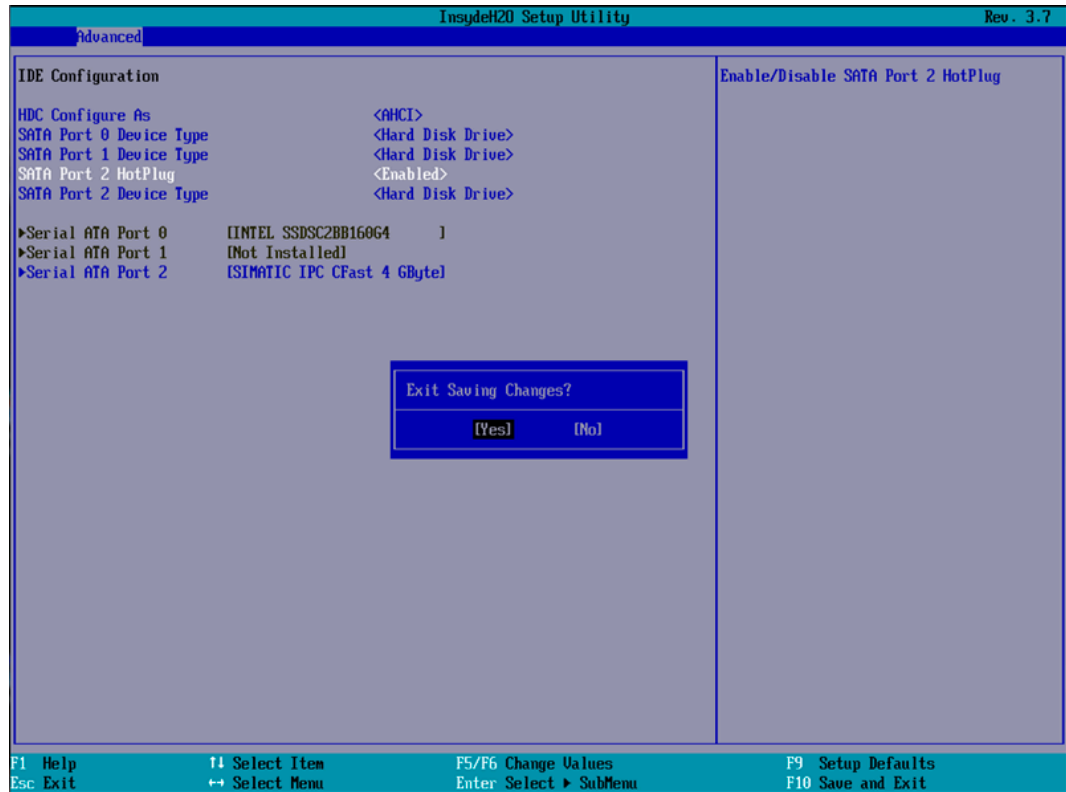 InsydeH2O Setup Utility Rev. 3.7
Advanced
IDE Configuration
Enable/Disable SATA Port 2 HotPlug
HDC Configure As <AHCI>
SATA Port 0 Device Type <Hard Disk Drive>
SATA Port 1 Device Type <Hard Disk Drive>
SATA Port 2 HotPlug <Enabled>
SATA Port 2 Device Type <Hard Disk Drive>
▶Serial ATA Port 0 [INTEL SSDSC2BB160G4 ]
▶Serial ATA Port 1 [Not Installed]
▶Serial ATA Port 2 [SIMATIC IPC CFast 4 GByte]
Exit Saving Changes?
[Yes] [No]
F1 Help ↑↓ Select Item F5/F6 Change Values F9 Setup Defaults
Esc Exit ↔ Select Menu Enter Select ▶ SubMenu F10 Save and Exit